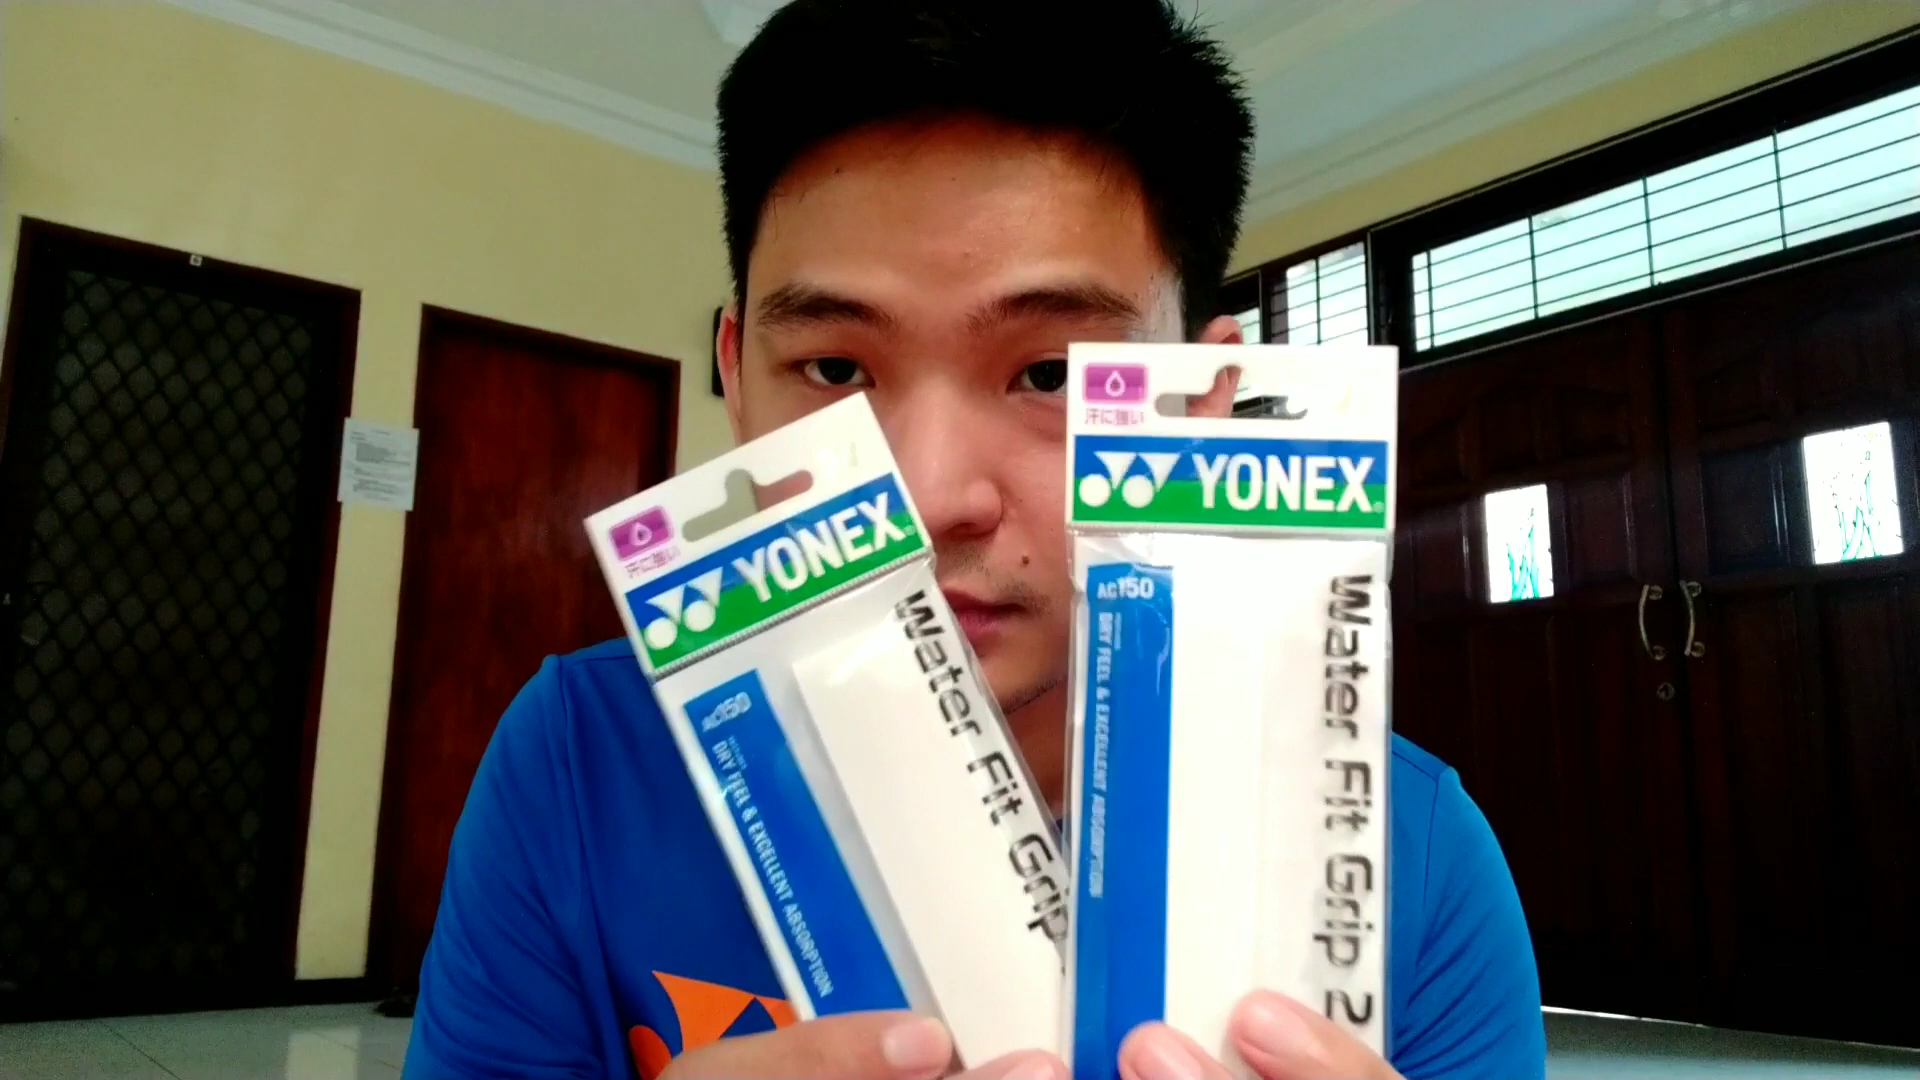 YONEX
AC150
DRY FEEL & EXCELLENT ABSORPTION
Water Fit Grip
汗に強い
YONEX
AC150
DRY FEEL & EXCELLENT ABSORPTION
Water Fit Grip 2